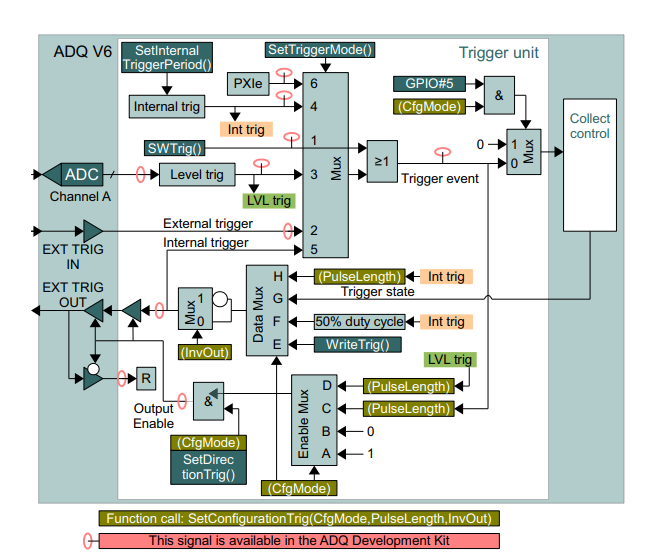 ADQ V6
Trigger unit
SetInternal
TriggerPeriod()
SetTriggerMode()
PXIe
6
GPIO#5
(CfgMode)
&
Collect
control
Internal trig
4
Int trig
SWTrig()
1
≥1
Mux
0
1
0
Mux
ADC
Channel A
Level trig
3
LVL trig
Trigger event
External trigger
2
Internal trigger
5
EXT TRIG
IN
EXT TRIG
OUT
Mux
1
0
(InvOut)
Data Mux
H
(PulseLength)
Int trig
G
Trigger state
F
50% duty cycle
Int trig
E
WriteTrig()
LVL trig
R
Output
Enable
&
(CfgMode)
SetDirec
tionTrig()
Enable Mux
D
(PulseLength)
C
(PulseLength)
B
0
A
1
(CfgMode)
Function call: SetConfigurationTrig(CfgMode,PulseLength,InvOut)
This signal is available in the ADQ Development Kit